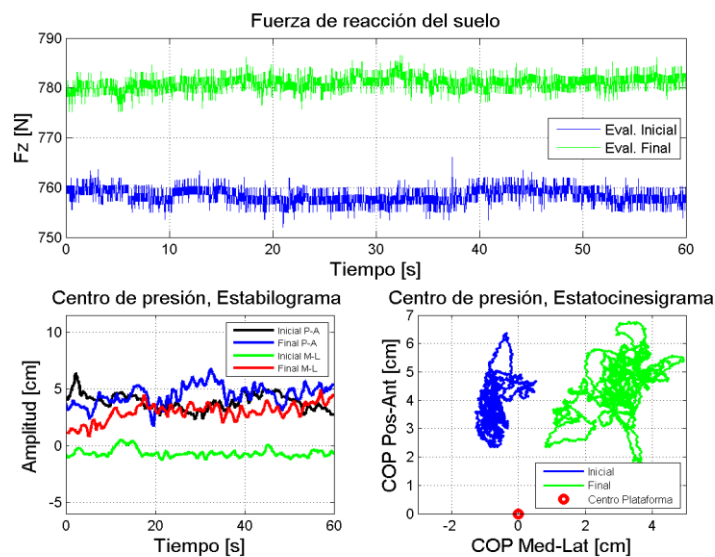 Fuerza de reacción del suelo
790
780
770
760
750
Fz [N]
Eval. Inicial
Eval. Final
0 10 20 30 40 50 60
Tiempo [s]
Centro de presión, Estabilograma
10
5
0
-5
Amplitud [cm]
Inicial P-A
Final P-A
Inicial M-L
Final M-L
0 20 40 60
Tiempo [s]
Centro de presión, Estatocinesigrama
7
6
5
4
3
2
1
0
COP Pos-Ant [cm]
Inicial
Final
Centro Plataforma
-2 0 2 4
COP Med-Lat [cm]